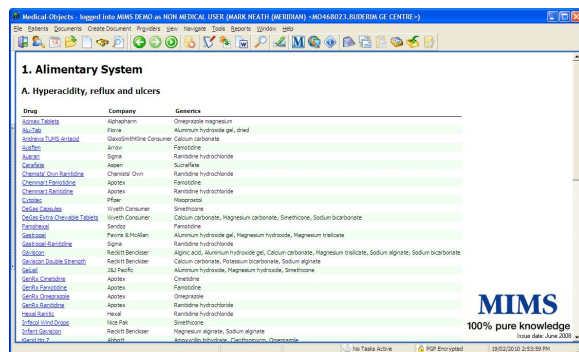 Medical-Objects - logged into MIMS DEMO as NON MEDICAL USER (MARK NEATH (MERIDIAN) <MO468023.BUDERIM GE CENTRE>)
File Patients Documents Create Document Providers View Navigate Tools Reports Window Help
1. Alimentary System
A. Hyperacidity, reflux and ulcers
Drug Company Generics
Acimax Tablets Alphapharm Omeprazole magnesium
Alu-Tab iNova Aluminium hydroxide gel, dried
Andrews TUMS Antacid GlaxoSmithKline Consumer Calcium carbonate
Ausfam Arrow Famotidine
Ausran Sigma Ranitidine hydrochloride
Carafate Aspen Sucralfate
Chemists' Own Ranitidine Chemists' Own Ranitidine hydrochloride
Chemmart Famotidine Apotex Famotidine
Chemmart Ranitidine Apotex Ranitidine hydrochloride
Cytotec Pfizer Misoprostol
DeGas Capsules Wyeth Consumer Simethicone
DeGas Extra Chewable Tablets Wyeth Consumer Calcium carbonate, Magnesium carbonate, Simethicone, Sodium bicarbonate
Famohexal Sandoz Famotidine
Gastrogel Fawns & McAllan Aluminium hydroxide gel, Magnesium hydroxide, Magnesium trisilicate
Gastrogel-Ranitidine Sigma Ranitidine hydrochloride
Gaviscon Reckitt Benckiser Alginic acid, Aluminium hydroxide gel, Calcium carbonate, Magnesium trisilicate, Sodium alginate, Sodium bicarbonate
Gaviscon Double Strength Reckitt Benckiser Calcium carbonate, Potassium bicarbonate, Sodium alginate
Gelusil J&J Pacific Aluminium hydroxide, Magnesium hydroxide, Simethicone
GenRx Cimetidine Apotex Cimetidine
GenRx Famotidine Apotex Famotidine
GenRx Omeprazole Apotex Omeprazole
GenRx Ranitidine Apotex Ranitidine hydrochloride
Hexal Ranitic Hexal Ranitidine hydrochloride
Infacol Wind Drops Nice Pak Simethicone
Infant Gaviscon Reckitt Benckiser Magnesium alginate, Sodium alginate
Klacid Hp 7 Abbott Amoxycillin trihydrate, Clarithromycin, Omeprazole
MIMS
100% pure knowledge
Issue date: June 2008
No Tasks Active PGP Encrypted 19/02/2010 2:53:59 PM